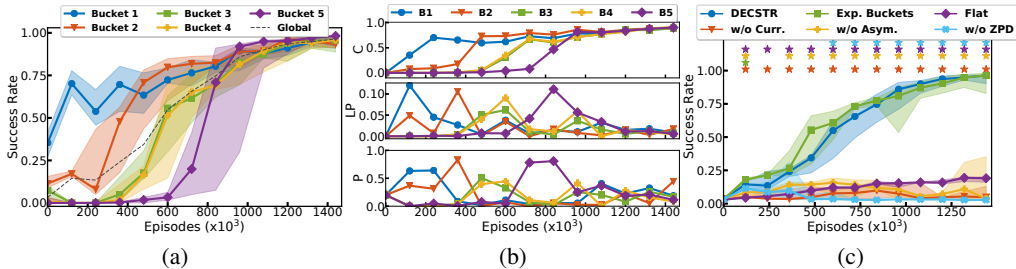 Bucket 1 Bucket 3 Bucket 5
Bucket 2 Bucket 4 Global
1.00
0.75
0.50
0.25
0.00
Success Rate
0 200 400 600 800 1000 1200 1400
Episodes (x10³)
(a)
B1 B2 B3 B4 B5
C
1.0
0.5
0.0
LP
0.10
0.05
0.00
P
1.0
0.5
0.0
0 200 400 600 800 1000 1200 1400
Episodes (x10³)
(b)
DECSTR Exp. Buckets Flat
w/o Curr. w/o Asym. w/o ZPD
1.00
0.75
0.50
0.25
0.00
Success Rate
0 250 500 750 1000 1250
Episodes (x10³)
(c)